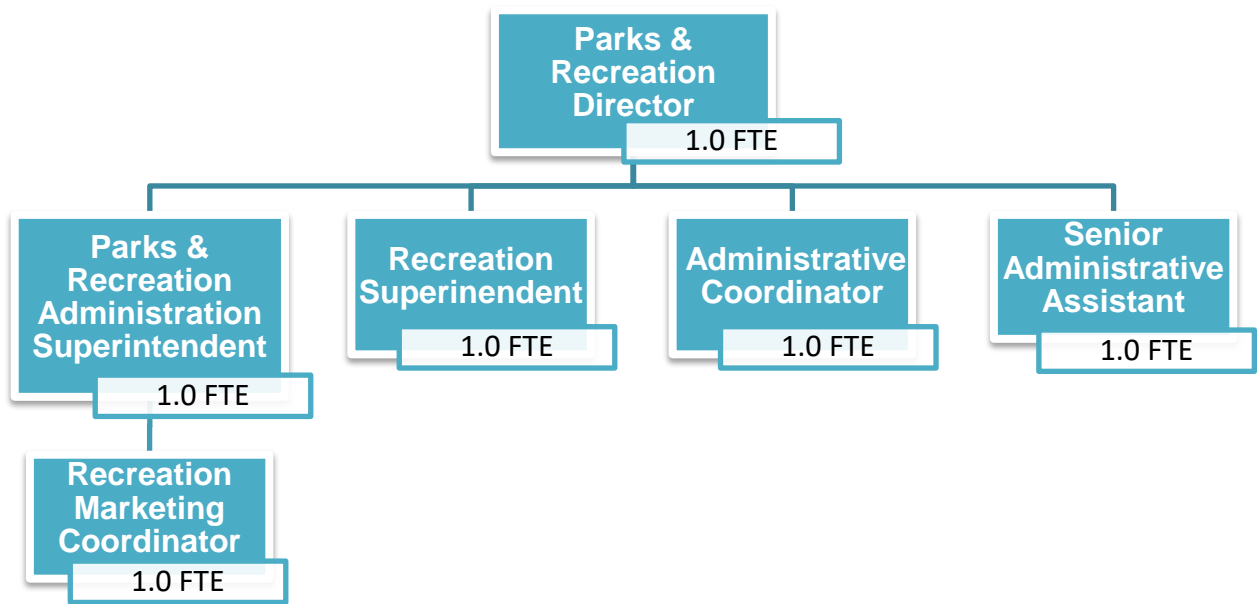 Parks &
Recreation
Director
1.0 FTE
Parks &
Recreation
Administration
Superintendent
1.0 FTE
Recreation
Superinendent
1.0 FTE
Administrative
Coordinator
1.0 FTE
Senior
Administrative
Assistant
1.0 FTE
Recreation
Marketing
Coordinator
1.0 FTE